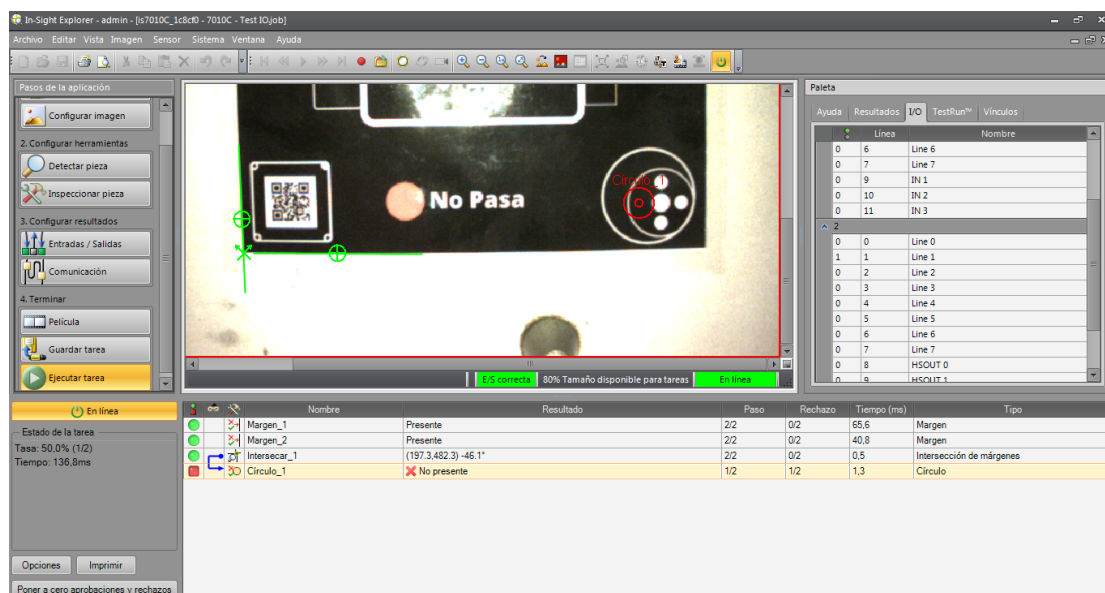 In-Sight Explorer - admin - [is7010C_1c8cf0 - 7010C - Test IO.job]
Archivo Editar Vista Imagen Sensor Sistema Ventana Ayuda
Pasos de la aplicación
Configurar imagen
2. Configurar herramientas
Detectar pieza
Inspeccionar pieza
3. Configurar resultados
Entradas / Salidas
Comunicación
4. Terminar
Película
Guardar tarea
Ejecutar tarea
No Pasa
Círculo_1
E/S correcta 80% Tamaño disponible para tareas En línea
Paleta
Ayuda Resultados I/O TestRun™ Vínculos
Línea Nombre
0 6 Line 6
0 7 Line 7
0 9 IN 1
0 10 IN 2
0 11 IN 3
2
0 0 Line 0
1 1 Line 1
0 2 Line 2
0 3 Line 3
0 4 Line 4
0 5 Line 5
0 6 Line 6
0 7 Line 7
0 8 HSOUT 0
0 9 HSOUT 1
En línea
Estado de la tarea
Tasa: 50,0% (1/2)
Tiempo: 136,8ms
Opciones Imprimir
Poner a cero aprobaciones y rechazos
Nombre Resultado Paso Rechazo Tiempo (ms) Tipo
Margen_1 Presente 2/2 0/2 65,6 Margen
Margen_2 Presente 2/2 0/2 40,8 Margen
Intersecar_1 (197.3,482.3) -46.1° 2/2 0/2 0,5 Intersección de márgenes
Círculo_1 No presente 1/2 1/2 1,3 Círculo